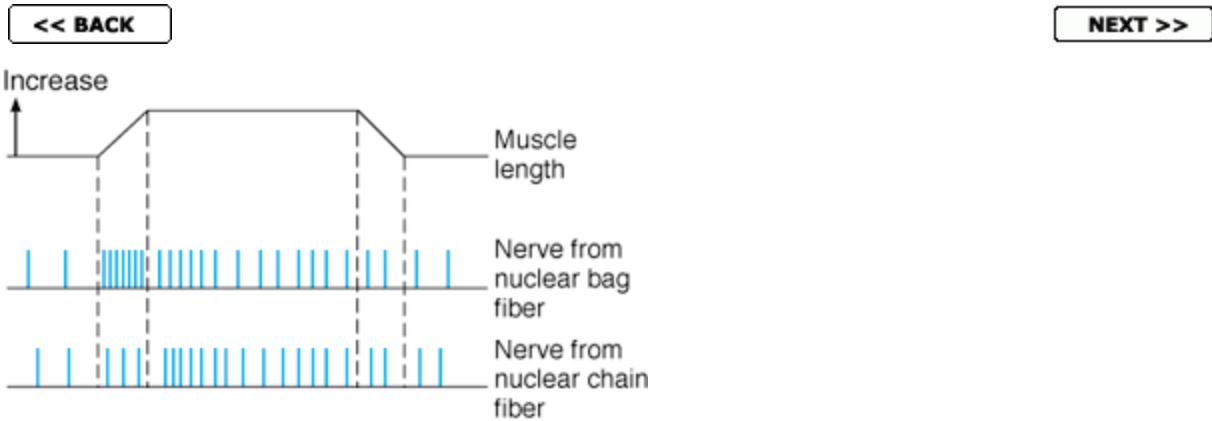 << BACK
NEXT >>
Increase
Muscle
length
Nerve from
nuclear bag
fiber
Nerve from
nuclear chain
fiber